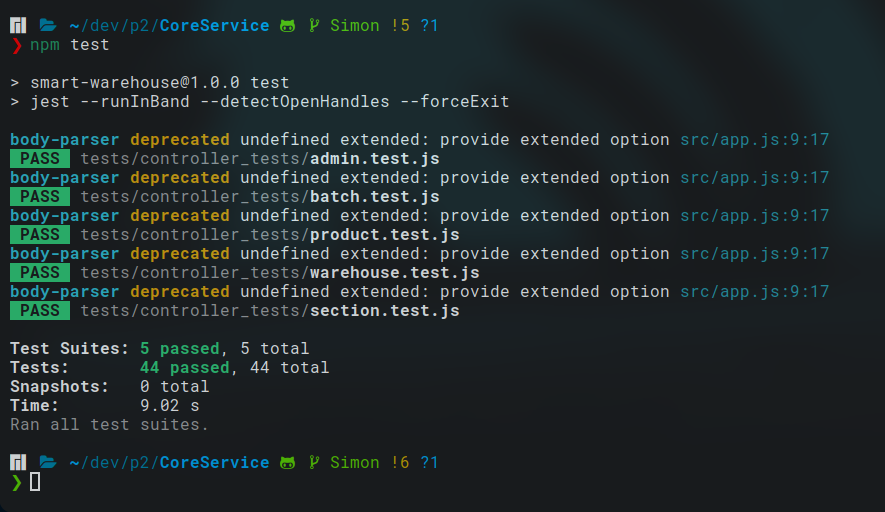 ~/dev/p2/CoreService Simon !5 ?1
❯ npm test
> smart-warehouse@1.0.0 test
> jest --runInBand --detectOpenHandles --forceExit
body-parser deprecated undefined extended: provide extended option src/app.js:9:17
PASS tests/controller_tests/admin.test.js
body-parser deprecated undefined extended: provide extended option src/app.js:9:17
PASS tests/controller_tests/batch.test.js
body-parser deprecated undefined extended: provide extended option src/app.js:9:17
PASS tests/controller_tests/product.test.js
body-parser deprecated undefined extended: provide extended option src/app.js:9:17
PASS tests/controller_tests/warehouse.test.js
body-parser deprecated undefined extended: provide extended option src/app.js:9:17
PASS tests/controller_tests/section.test.js
Test Suites: 5 passed, 5 total
Tests: 44 passed, 44 total
Snapshots: 0 total
Time: 9.02 s
Ran all test suites.
~/dev/p2/CoreService Simon !6 ?1
❯